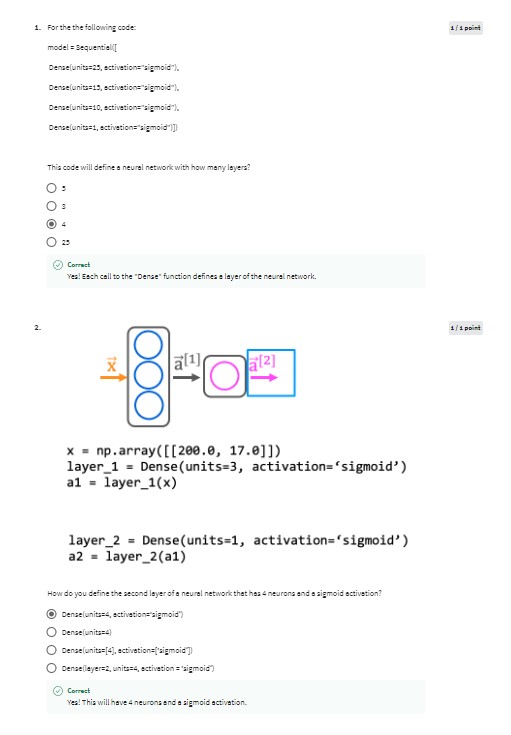 1. For the the following code:
1 / 1 point
model = Sequential([
Dense(units=25, activation="sigmoid"),
Dense(units=15, activation="sigmoid"),
Dense(units=10, activation="sigmoid"),
Dense(units=1, activation="sigmoid")])
This code will define a neural network with how many layers?
5
3
4
25
Correct
Yes! Each call to the "Dense" function defines a layer of the neural network.
2.
1 / 1 point
x⃗ a⃗[1] a⃗[2]
x = np.array([[200.0, 17.0]])
layer_1 = Dense(units=3, activation=‘sigmoid’)
a1 = layer_1(x)
layer_2 = Dense(units=1, activation=‘sigmoid’)
a2 = layer_2(a1)
How do you define the second layer of a neural network that has 4 neurons and a sigmoid activation?
Dense(units=4, activation='sigmoid')
Dense(units=4)
Dense(units=[4], activation=['sigmoid'])
Dense(layer=2, units=4, activation = 'sigmoid')
Correct
Yes! This will have 4 neurons and a sigmoid activation.